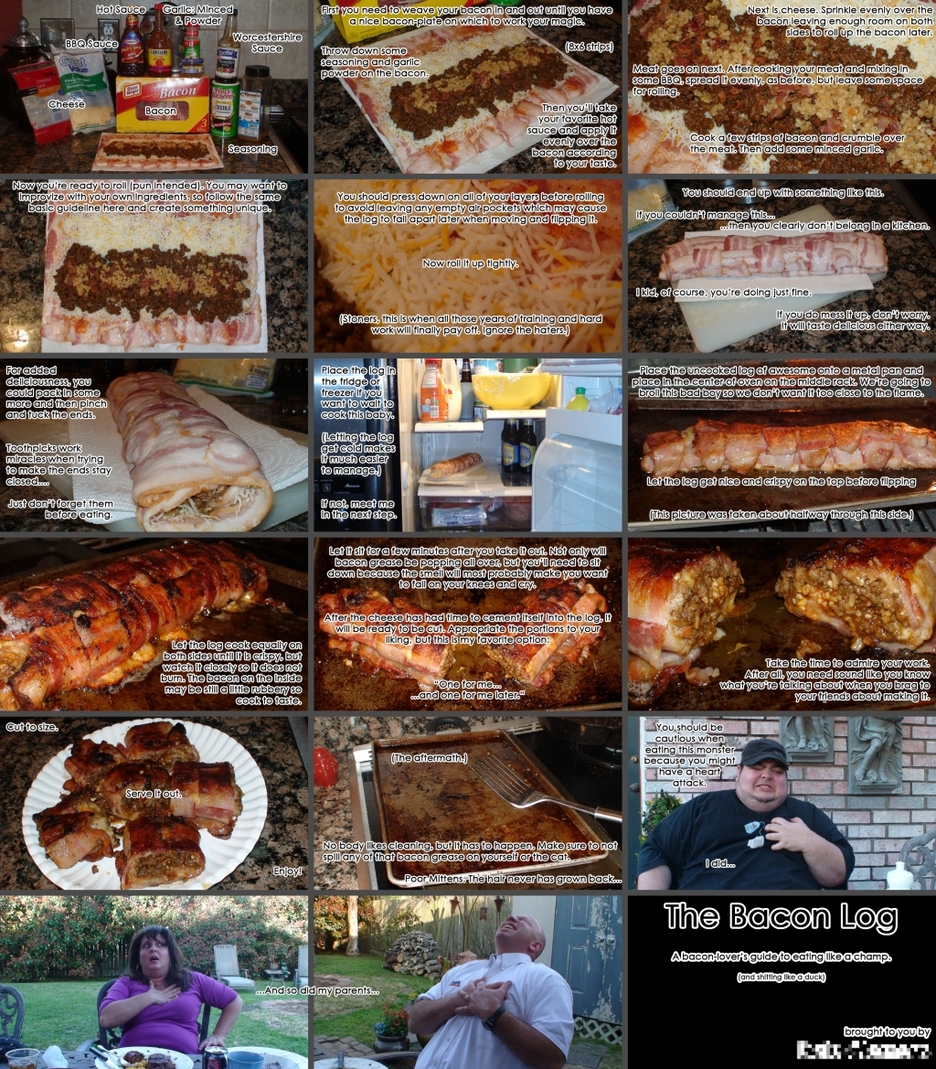 Hot Sauce
Garlic: Minced
& Powder
BBQ Sauce
Worcestershire
Sauce
Great
Value
Cheese
Bacon
Bacon
Seasoning
First you need to weave your bacon in and out until you have
a nice bacon-plate on which to work your magic.
(8x6 strips)
Throw down some
seasoning and garlic
powder on the bacon.
Then you'll take
your favorite hot
sauce and apply it
evenly over the
bacon according
to your taste.
Next is cheese. Sprinkle evenly over the
bacon leaving enough room on both
sides to roll up the bacon later.
Meat goes on next. After cooking your meat and mixing in
some BBQ, spread it evenly, as before, but leave some space
for rolling.
Cook a few strips of bacon and crumble over
the meat. Then add some minced garlic.
Now you're ready to roll (pun intended). You may want to
improvize with your own ingredients, so follow the same
basic guideline here and create something unique.
You should press down on all of your layers before rolling
to avoid leaving any empty air pockets which may cause
the log to fall apart later when moving and flipping it.
Now roll it up tightly.
(Stoners, this is when all those years of training and hard
work will finally pay off. Ignore the haters.)
You should end up with something like this.
If you couldn't manage this...
...Then you clearly don't belong in a kitchen.
I kid, of course, you're doing just fine.
If you do mess it up, don't worry.
It will taste delicious either way.
For added
deliciousness, you
could pack in some
more and then pinch
and tuck the ends.
Toothpicks work
miracles when trying
to make the ends stay
closed....
Just don't forget them
before eating.
Place the log in
the fridge or
freezer if you
want to wait to
cook this baby.
(Letting the log
get cold makes
it much easier
to manage.)
If not, meet me
in the next step.
Place the uncooked log of awesome onto a metal pan and
place in the center of oven on the middle rack. We're going to
broil this bad boy so we don't want it too close to the flame.
Let the log get nice and crispy on the top before flipping
(This picture was taken about halfway through this side.)
Let the log cook equally on
both sides until it is crispy, but
watch it closely so it does not
burn. The bacon on the inside
may be still a little rubbery so
cook to taste.
Let it sit for a few minutes after you take it out. Not only will
bacon grease be popping all over, but you'll need to sit
down because the smell will most probably make you want
to fall on your knees and cry.
After the cheese has had time to cement itself into the log, it
will be ready to be cut. Appropriate the portions to your
liking, but this is my favorite option:
"One for me...
...and one for me later."
Take the time to admire your work.
After all, you need sound like you know
what you're talking about when you brag to
your friends about making it.
Cut to size.
Serve it out.
Enjoy!
(The aftermath.)
No body likes cleaning, but it has to happen. Make sure to not
spill any of that bacon grease on yourself or the cat.
Poor Mittens. The hair never has grown back...
You should be
cautious when
eating this monster
because you might
have a heart
attack.
I did...
...And so did my parents...
The Bacon Log
A bacon-lover's guide to eating like a champ.
(and shitting like a duck)
brought to you by